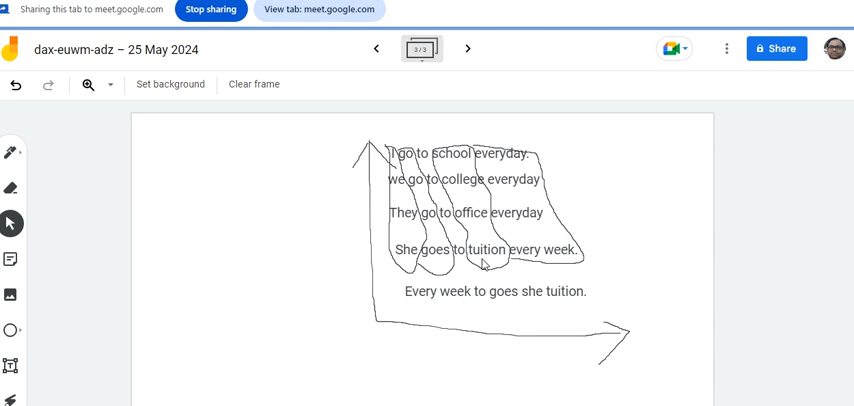 Sharing this tab to meet.google.com Stop sharing View tab: meet.google.com
dax-euwm-adz – 25 May 2024 3 / 3 Share
Set background Clear frame
I go to school everyday.
we go to college everyday
They go to office everyday
She goes to tuition every week.
Every week to goes she tuition.